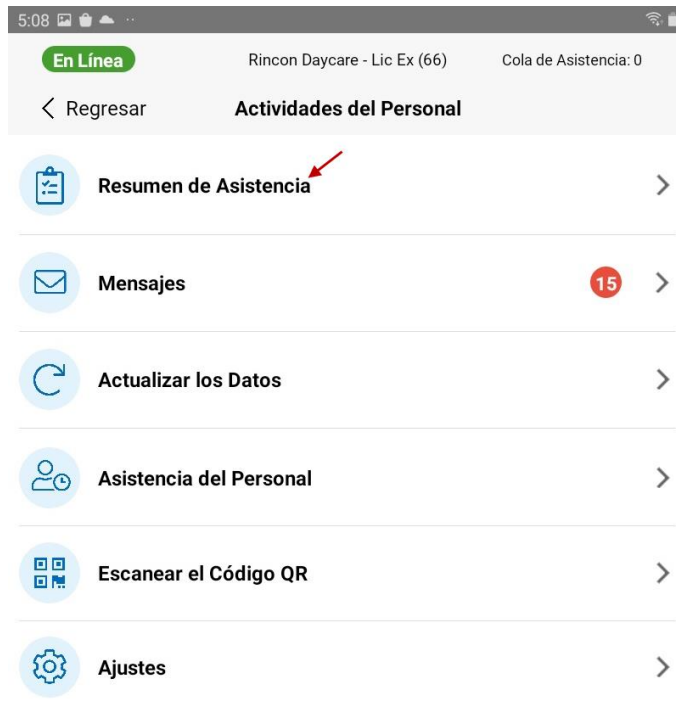 5:08
En Línea Rincon Daycare - Lic Ex (66) Cola de Asistencia: 0
Regresar Actividades del Personal
Resumen de Asistencia
Mensajes 15
Actualizar los Datos
Asistencia del Personal
Escanear el Código QR
Ajustes